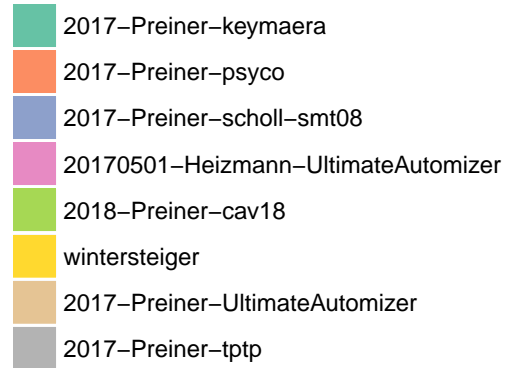 2017−Preiner−keymaera
2017−Preiner−psyco
2017−Preiner−scholl−smt08
20170501−Heizmann−UltimateAutomizer
2018−Preiner−cav18
wintersteiger
2017−Preiner−UltimateAutomizer
2017−Preiner−tptp